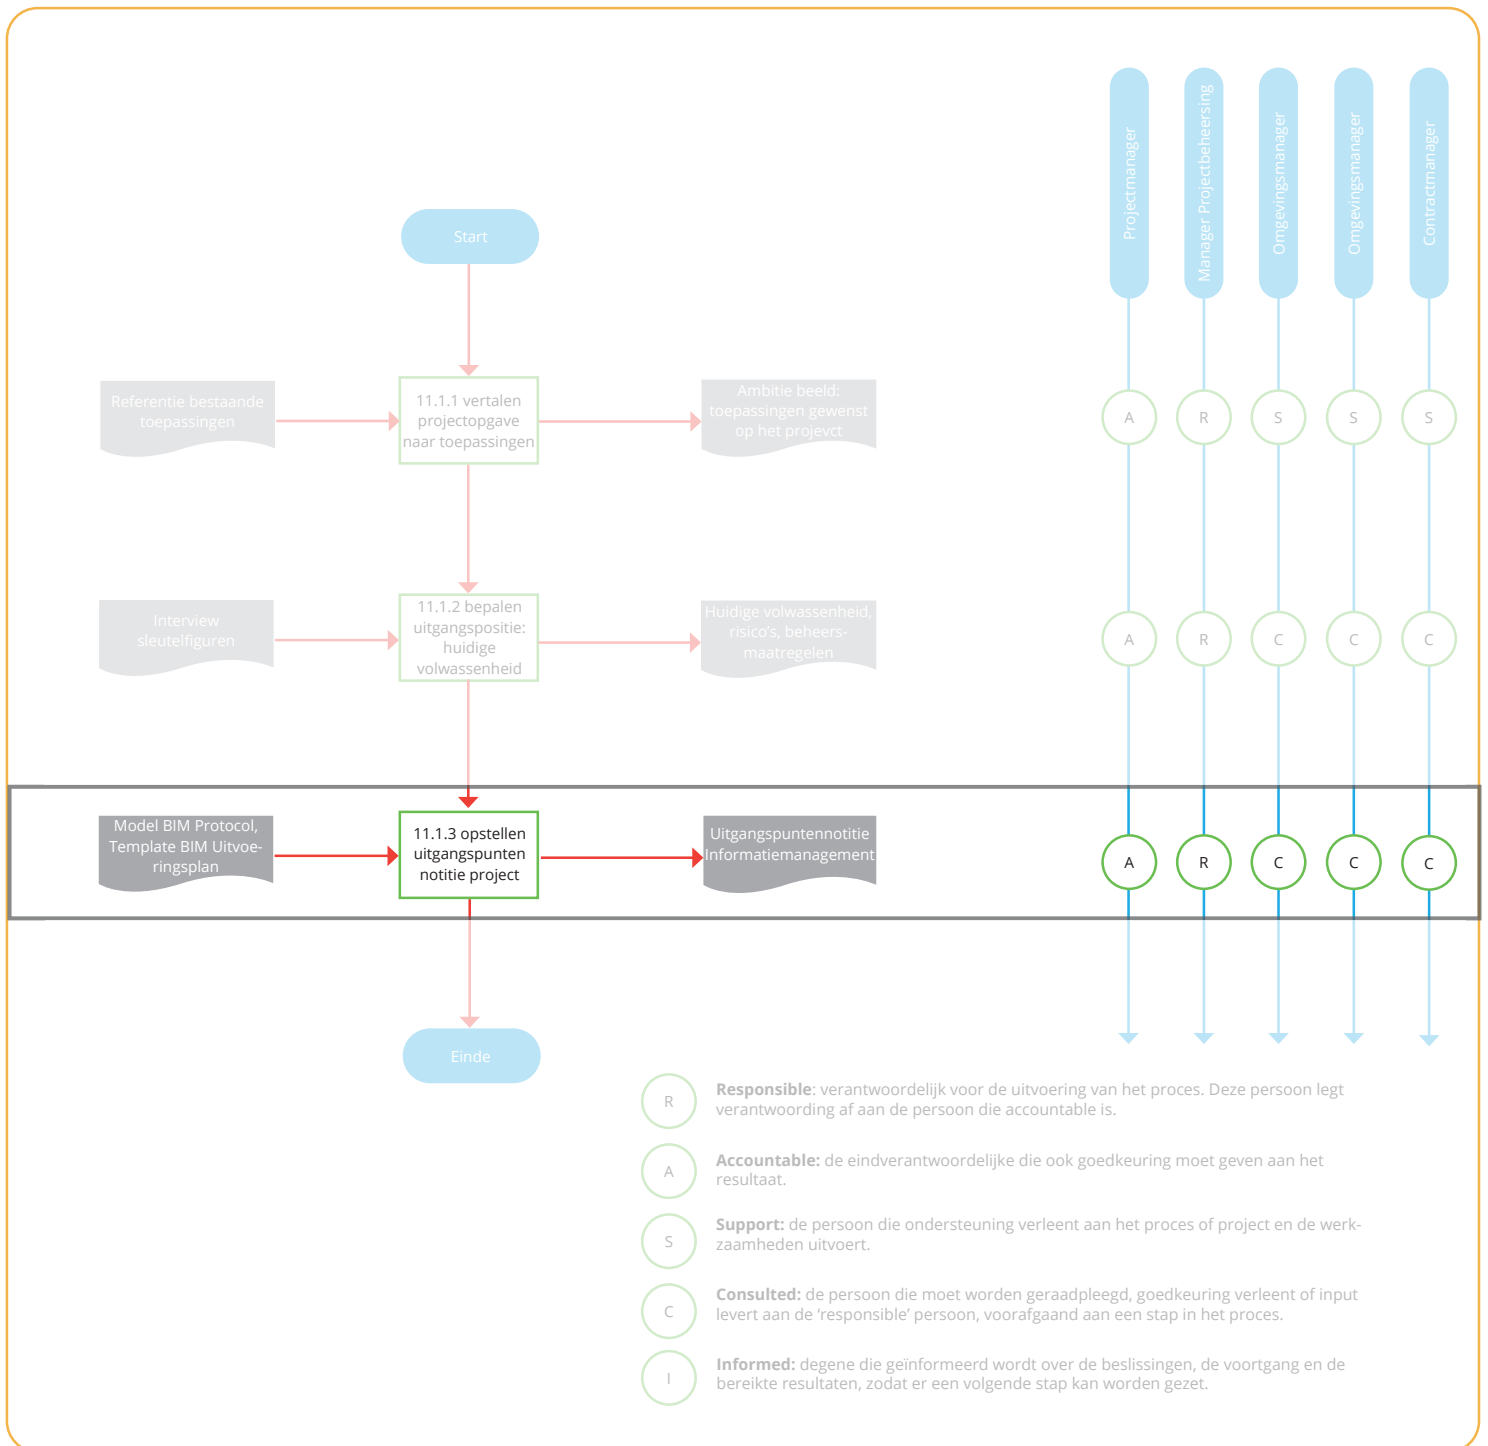 Projectmanager
Manager Projectbeheersing
Omgevingsmanager
Omgevingsmanager
Contractmanager
Start
Referentie bestaande
toepassingen
11.1.1 vertalen
projectopgave
naar toepassingen
Ambitie beeld:
toepassingen gewenst
op het projevct
A
R
S
S
S
Interview
sleutelfiguren
11.1.2 bepalen
uitgangspositie:
huidige
volwassenheid
Huidige volwassenheid,
risico's, beheers-
maatregelen
A
R
C
C
C
Model BIM Protocol,
Template BIM Uitvoe-
ringsplan
11.1.3 opstellen
uitgangspunten
notitie project
Uitgangspuntennotitie
Informatiemanagement
A
R
C
C
C
Einde
R
Responsible: verantwoordelijk voor de uitvoering van het proces. Deze persoon legt
verantwoording af aan de persoon die accountable is.
A
Accountable: de eindverantwoordelijke die ook goedkeuring moet geven aan het
resultaat.
S
Support: de persoon die ondersteuning verleent aan het proces of project en de werk-
zaamheden uitvoert.
C
Consulted: de persoon die moet worden geraadpleegd, goedkeuring verleent of input
levert aan de ‘responsible’ persoon, voorafgaand aan een stap in het proces.
I
Informed: degene die geïnformeerd wordt over de beslissingen, de voortgang en de
bereikte resultaten, zodat er een volgende stap kan worden gezet.